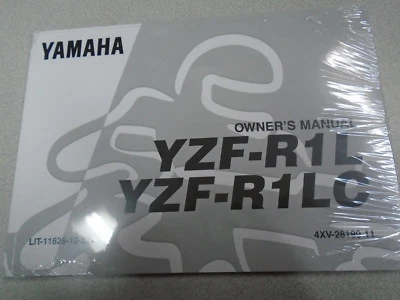 YAMAHA
OWNER'S MANUAL
YZF-R1L
YZF-R1LC
4XV-28199-11